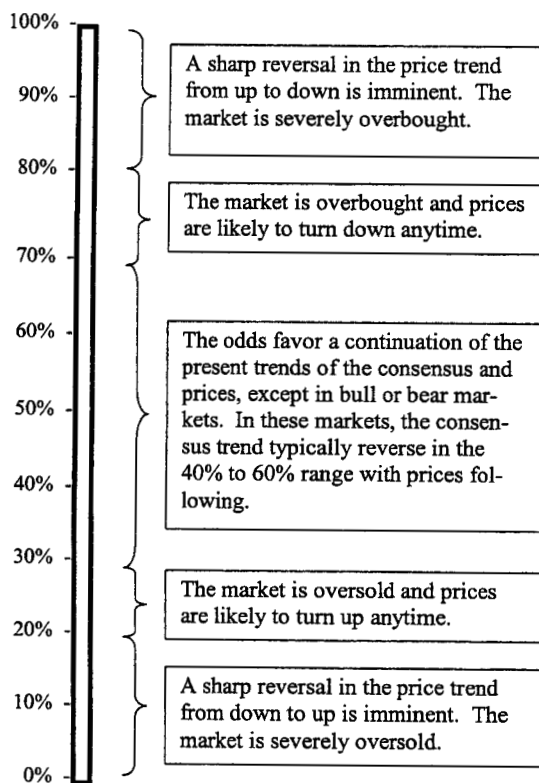 100%
A sharp reversal in the price trend
from up to down is imminent. The
market is severely overbought.
90%
80%
The market is overbought and prices
are likely to turn down anytime.
70%
60%
The odds favor a continuation of the
present trends of the consensus and
prices, except in bull or bear mar-
kets. In these markets, the consen-
sus trend typically reverse in the
40% to 60% range with prices fol-
lowing.
50%
40%
30%
The market is oversold and prices
are likely to turn up anytime.
20%
A sharp reversal in the price trend
from down to up is imminent. The
market is severely oversold.
10%
0%